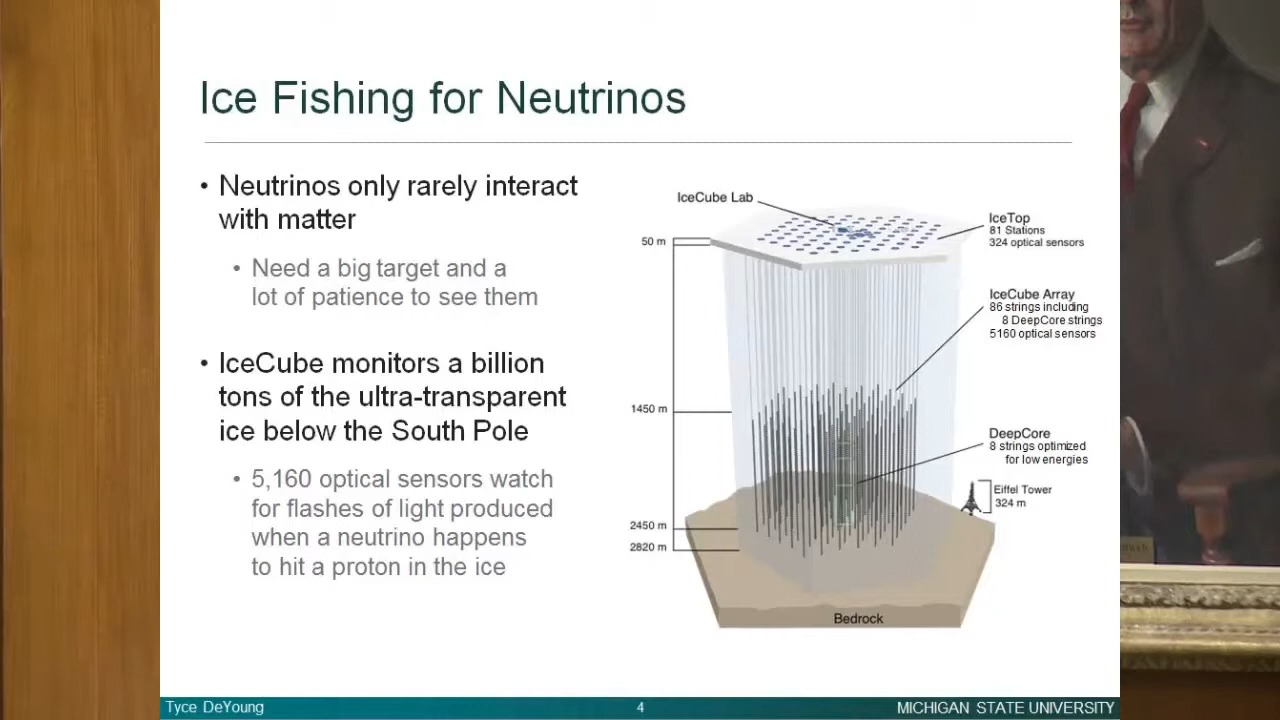 Ice Fishing for Neutrinos
• Neutrinos only rarely interact
with matter
• Need a big target and a
lot of patience to see them
• IceCube monitors a billion
tons of the ultra-transparent
ice below the South Pole
• 5,160 optical sensors watch
for flashes of light produced
when a neutrino happens
to hit a proton in the ice
IceCube Lab
IceTop
81 Stations
324 optical sensors
50 m
IceCube Array
86 strings including
8 DeepCore strings
5160 optical sensors
1450 m
DeepCore
8 strings optimized
for low energies
Eiffel Tower
324 m
2450 m
2820 m
Bedrock
Tyce DeYoung
4
MICHIGAN STATE UNIVERSITY